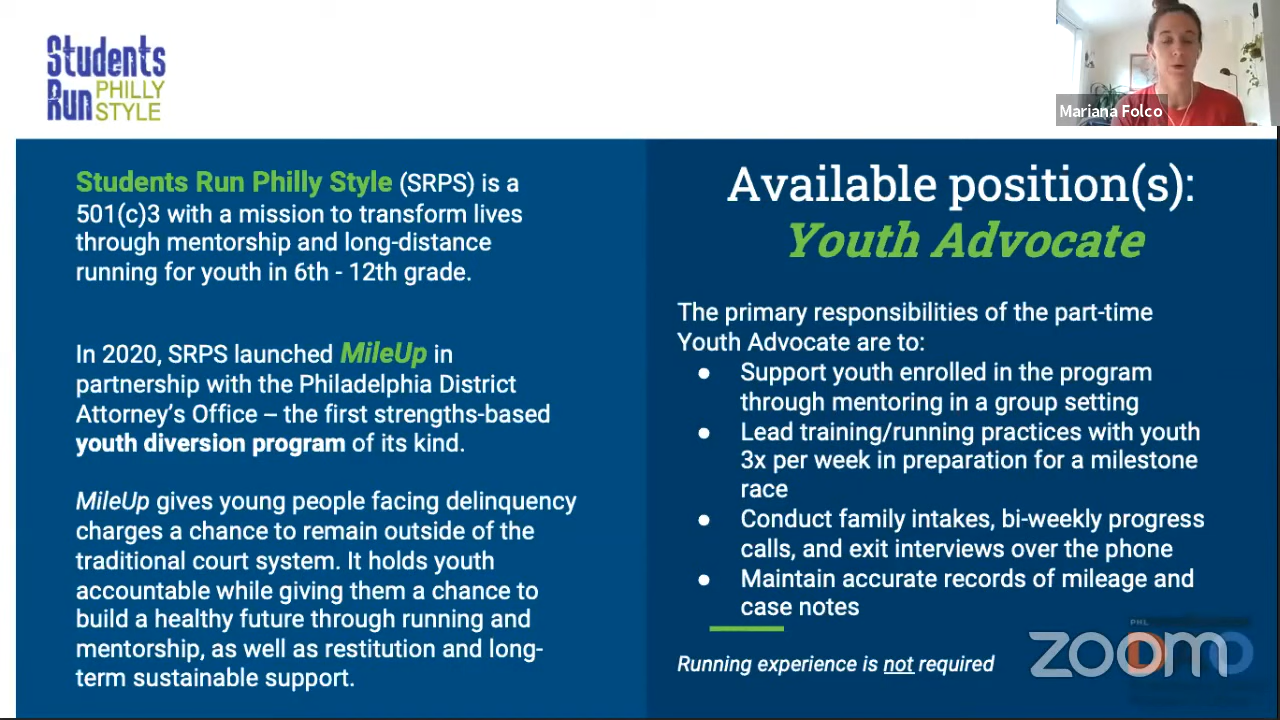 Students
Run PHILLY
STYLE
Mariana Folco
Students Run Philly Style (SRPS) is a
501(c)3 with a mission to transform lives
through mentorship and long-distance
running for youth in 6th - 12th grade.
In 2020, SRPS launched MileUp in
partnership with the Philadelphia District
Attorney’s Office – the first strengths-based
youth diversion program of its kind.
MileUp gives young people facing delinquency
charges a chance to remain outside of the
traditional court system. It holds youth
accountable while giving them a chance to
build a healthy future through running and
mentorship, as well as restitution and long-
term sustainable support.
Available position(s):
Youth Advocate
The primary responsibilities of the part-time
Youth Advocate are to:
● Support youth enrolled in the program
through mentoring in a group setting
● Lead training/running practices with youth
3x per week in preparation for a milestone
race
● Conduct family intakes, bi-weekly progress
calls, and exit interviews over the phone
● Maintain accurate records of mileage and
case notes
Running experience is not required
PHL
zoom